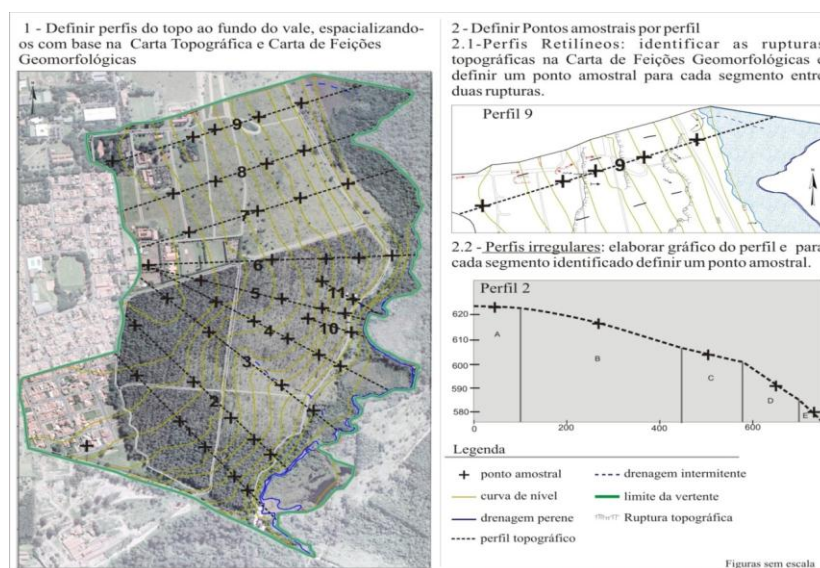 1 - Definir perfis do topo ao fundo do vale, espacializando-
os com base na Carta Topográfica e Carta de Feições
Geomorfológicas
9
8
7
6
5
11
10
4
3
2
1
2 - Definir Pontos amostrais por perfil
2.1-Perfis Retilíneos: identificar as rupturas
topográficas na Carta de Feições Geomorfológicas e
definir um ponto amostral para cada segmento entre
duas rupturas.
Perfil 9
9
2.2 - Perfis irregulares: elaborar gráfico do perfil e para
cada segmento identificado definir um ponto amostral.
Perfil 2
620
610
600
590
580
A
B
C
D
E
0
200
400
600
Legenda
ponto amostral
drenagem intermitente
curva de nível
limite da vertente
drenagem perene
Ruptura topográfica
perfil topográfico
Figuras sem escala